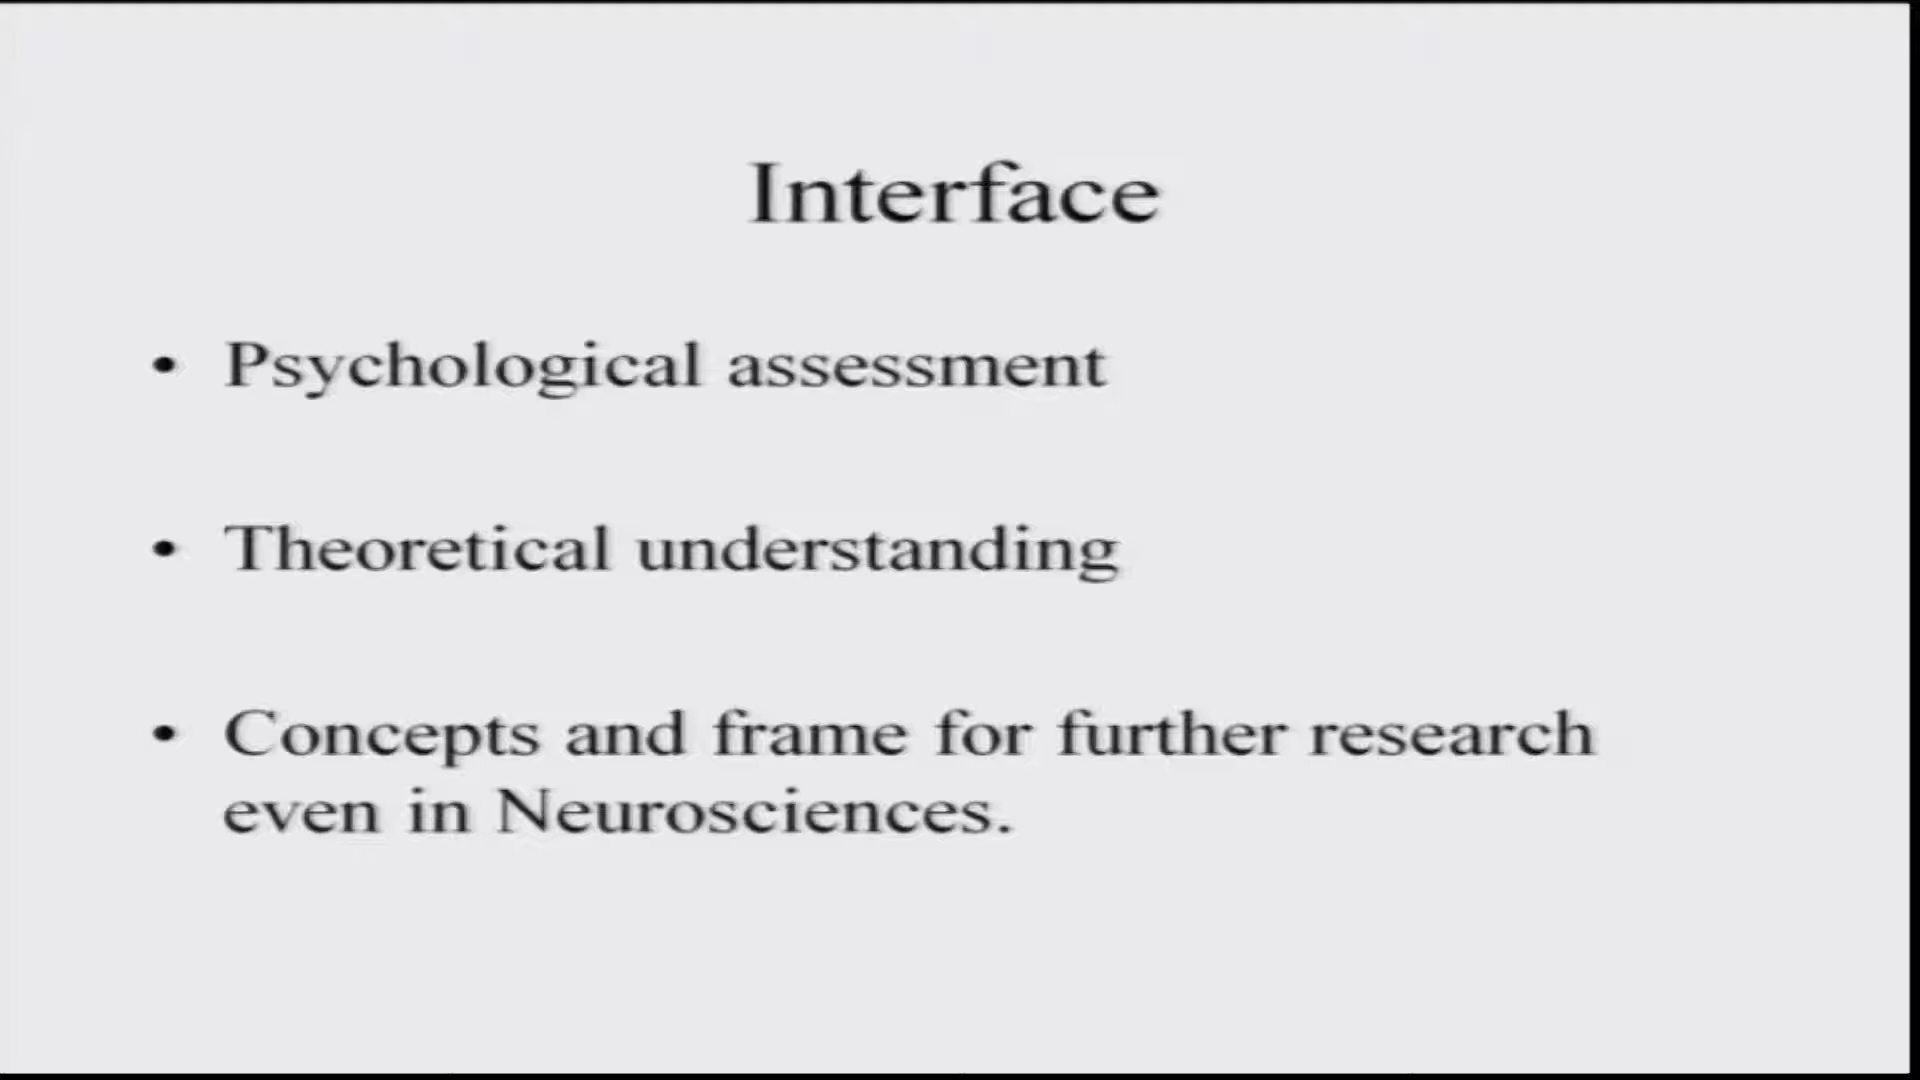 Interface
• Psychological assessment
• Theoretical understanding
• Concepts and frame for further research
even in Neurosciences.